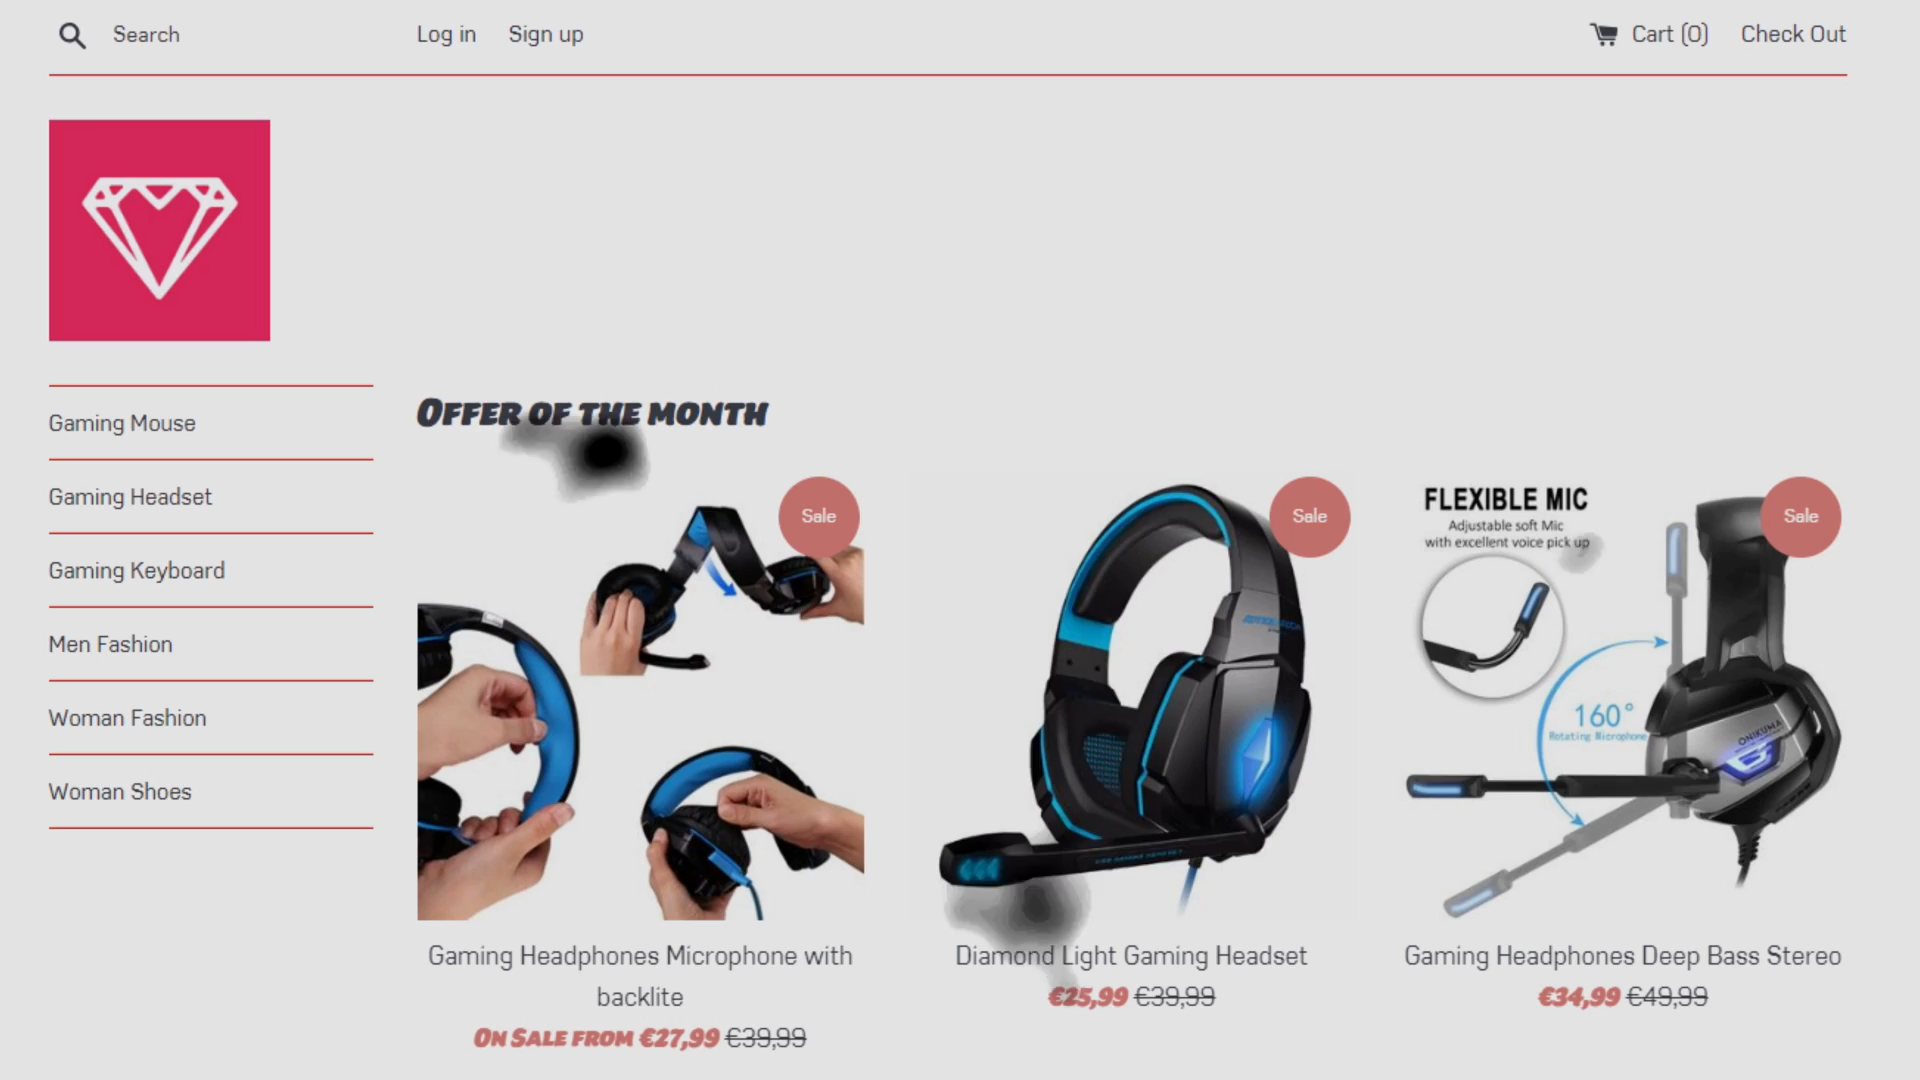 Search
Log in
Sign up
Cart (0)
Check Out
Gaming Mouse
Gaming Headset
Gaming Keyboard
Men Fashion
Woman Fashion
Woman Shoes
Offer of the month
Sale
Gaming Headphones Microphone with
backlite
On Sale from €27,99 €39,99
Sale
Diamond Light Gaming Headset
€25,99 €39,99
FLEXIBLE MIC
Adjustable soft Mic
with excellent voice pick up
Sale
160°
Rotating Microphone
ONIKUMA
Gaming Headphones Deep Bass Stereo
€34,99 €49,99